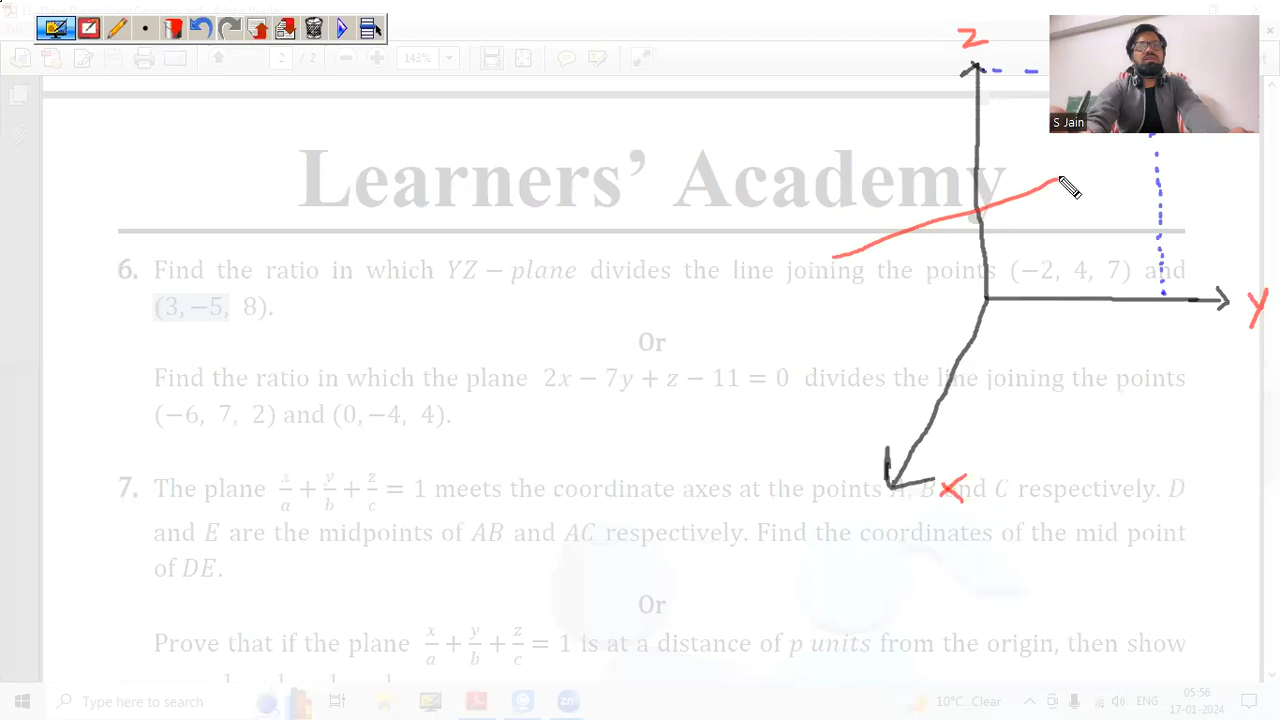 2 / 2
143%
Z
S Jain
Learners' Academy
6. Find the ratio in which YZ − plane divides the line joining the points (−2, 4, 7) and
(3, −5, 8).
Y
Or
Find the ratio in which the plane 2x − 7y + z − 11 = 0 divides the line joining the points
(−6, 7, 2) and (0, −4, 4).
7. The plane x/a + y/b + z/c = 1 meets the coordinate axes at the points , B and C respectively. D
X
and E are the midpoints of AB and AC respectively. Find the coordinates of the mid point
of DE.
Or
Prove that if the plane x/a + y/b + z/c = 1 is at a distance of p units from the origin, then show
Type here to search
10°C Clear
ENG
05:56
17-01-2024